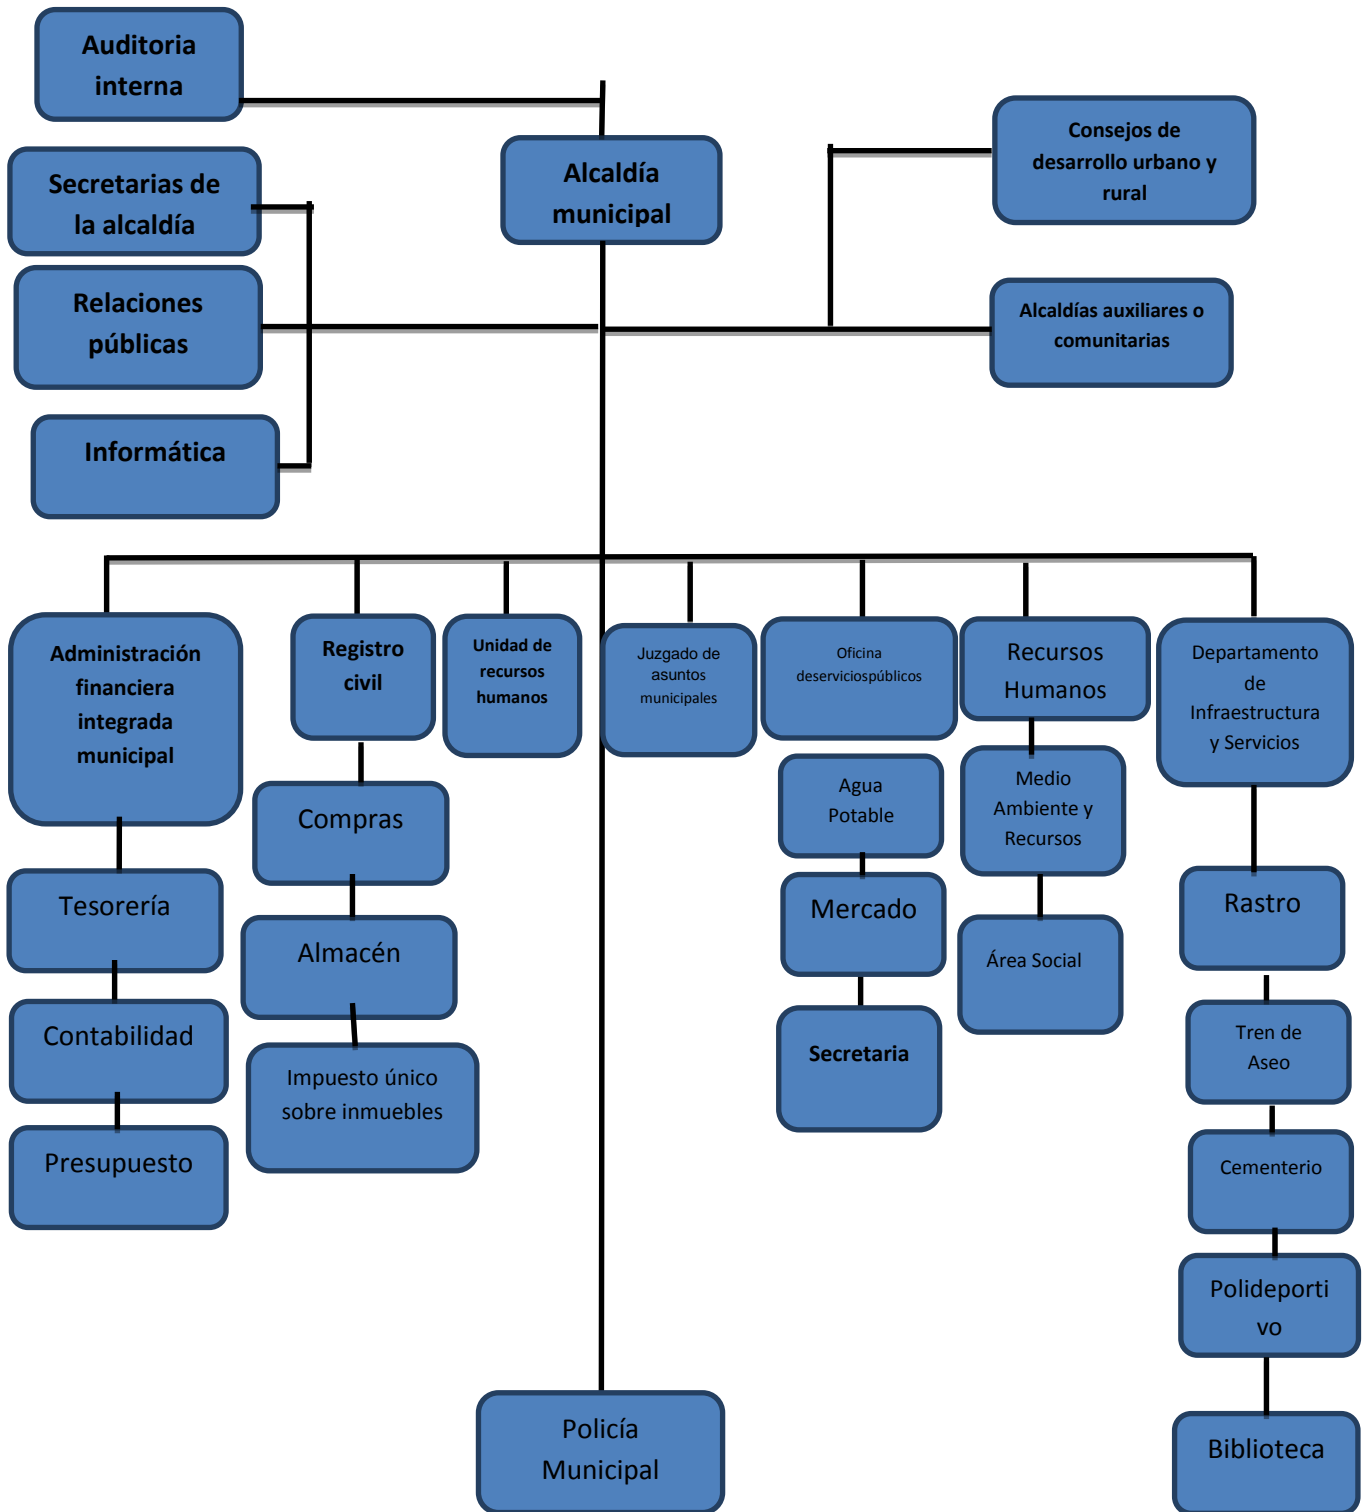 Auditoria
interna
Alcaldía
municipal
Consejos de
desarrollo urbano y
rural
Secretarias de
la alcaldía
Relaciones
públicas
Alcaldías auxiliares o
comunitarias
Informática
Administración
financiera
integrada
municipal
Registro
civil
Unidad de
recursos
humanos
Juzgado de
asuntos
municipales
Oficina
deserviciospúblicos
Recursos
Humanos
Departamento
de
Infraestructura
y Servicios
Agua
Potable
Medio
Ambiente y
Recursos
Compras
Tesorería
Mercado
Rastro
Almacén
Área Social
Contabilidad
Secretaria
Tren de
Aseo
Impuesto único
sobre inmuebles
Presupuesto
Cementerio
Polideporti
vo
Policía
Municipal
Biblioteca